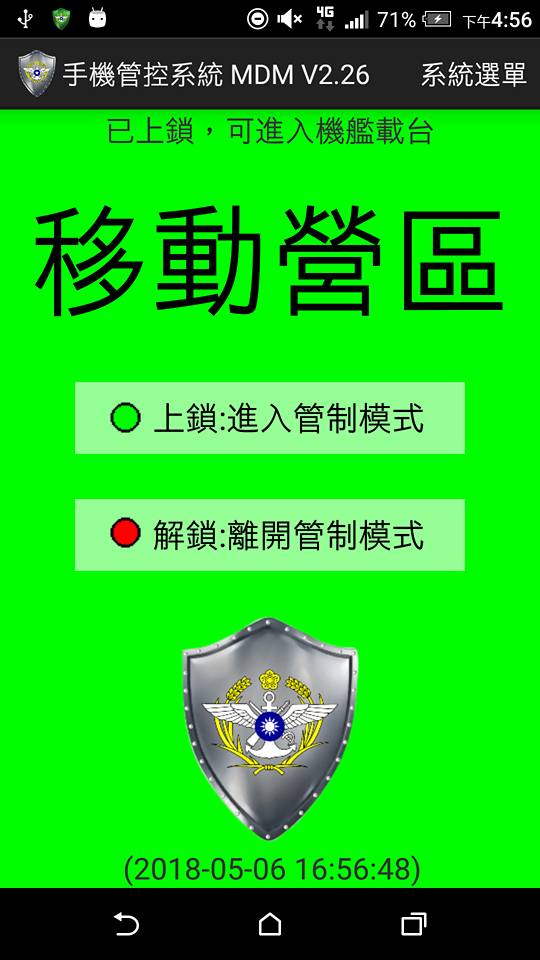 4G 71% 下午4:56
手機管控系統 MDM V2.26 系統選單
已上鎖，可進入機艦載台
移動營區
上鎖:進入管制模式
解鎖:離開管制模式
(2018-05-06 16:56:48)